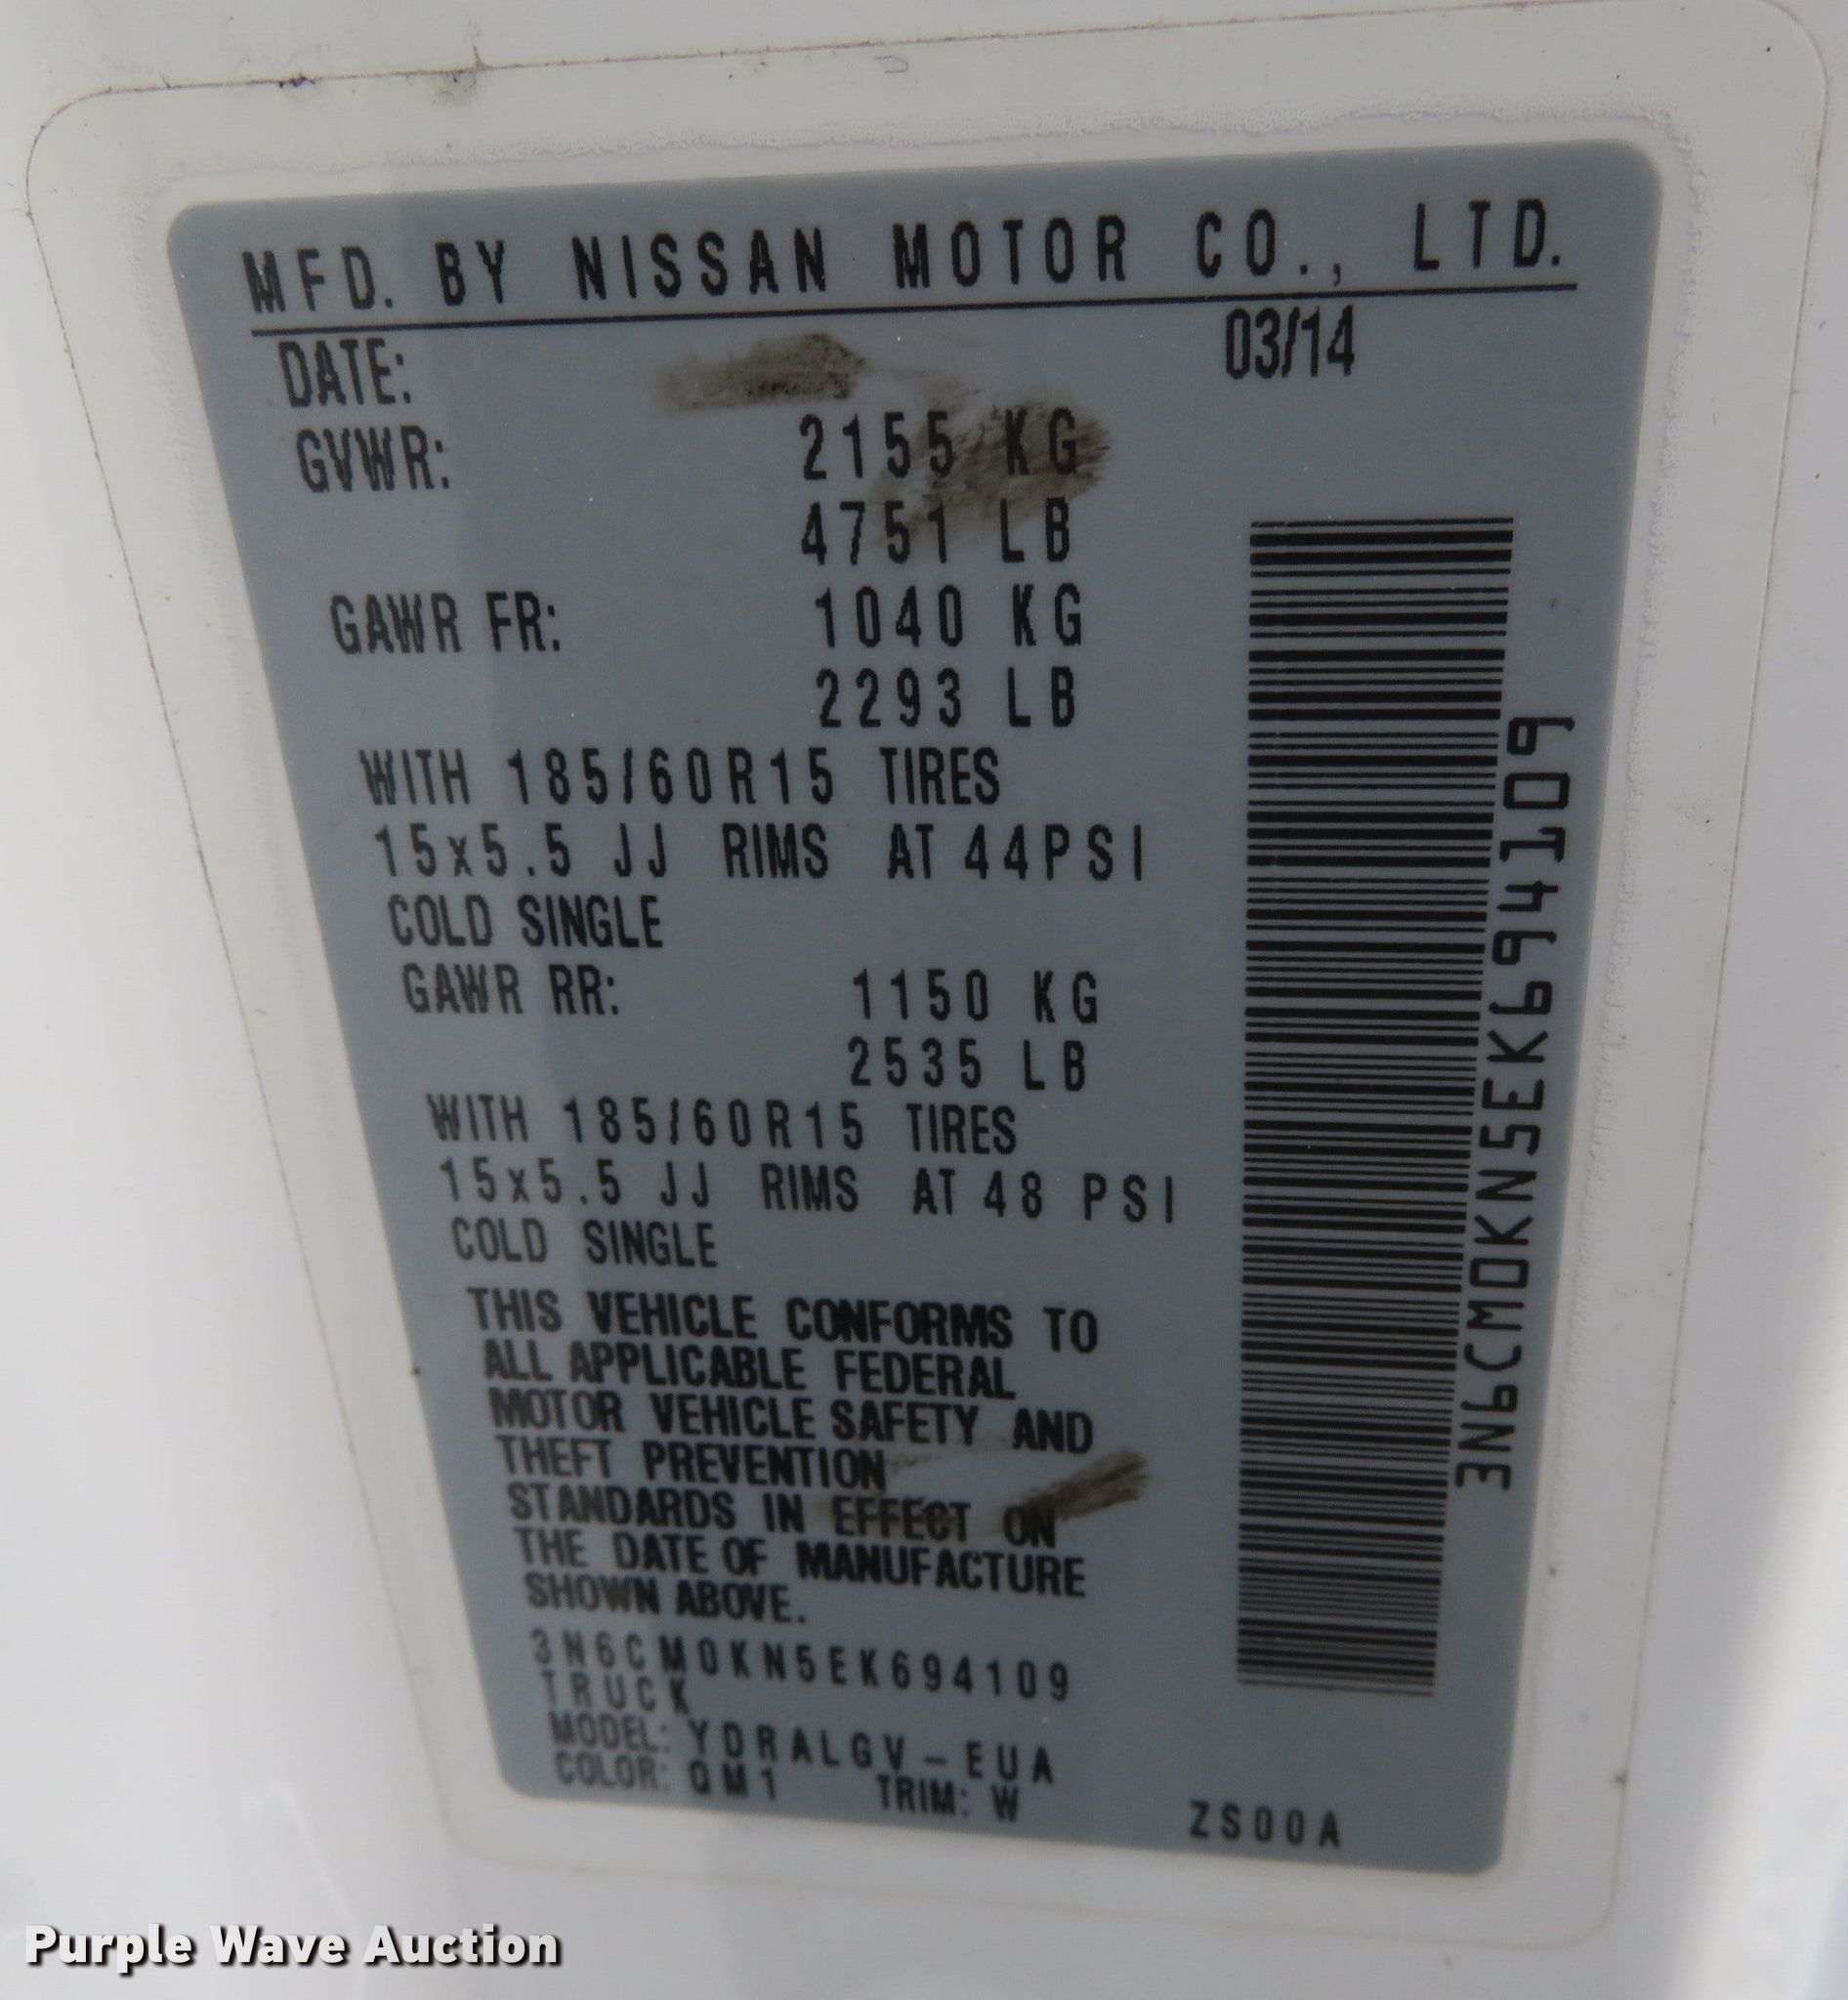 MFD. BY NISSAN MOTOR CO., LTD.
DATE: 03/14
GVWR: 2155 KG
4751 LB
GAWR FR: 1040 KG
2293 LB
WITH 185/60R15 TIRES
15x5.5 JJ RIMS AT 44PSI
COLD SINGLE
GAWR RR: 1150 KG
2535 LB
WITH 185/60R15 TIRES
15x5.5 JJ RIMS AT 48 PSI
COLD SINGLE
THIS VEHICLE CONFORMS TO
ALL APPLICABLE FEDERAL
MOTOR VEHICLE SAFETY AND
THEFT PREVENTION
STANDARDS IN EFFECT ON
THE DATE OF MANUFACTURE
SHOWN ABOVE.
3N6CM0KN5EK694109
TRUCK
MODEL: YDRALGV-EUA
COLOR: QM1 TRIM: W ZS00A
3N6CM0KN5EK694109
Purple Wave Auction